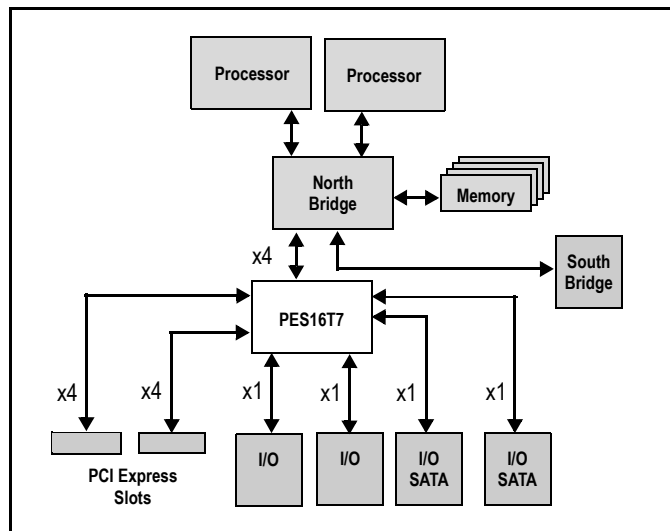 Processor
Processor
North
Bridge
Memory
x4
South
Bridge
PES16T7
x4
x4
x1
x1
x1
x1
PCI Express
Slots
I/O
I/O
I/O
SATA
I/O
SATA